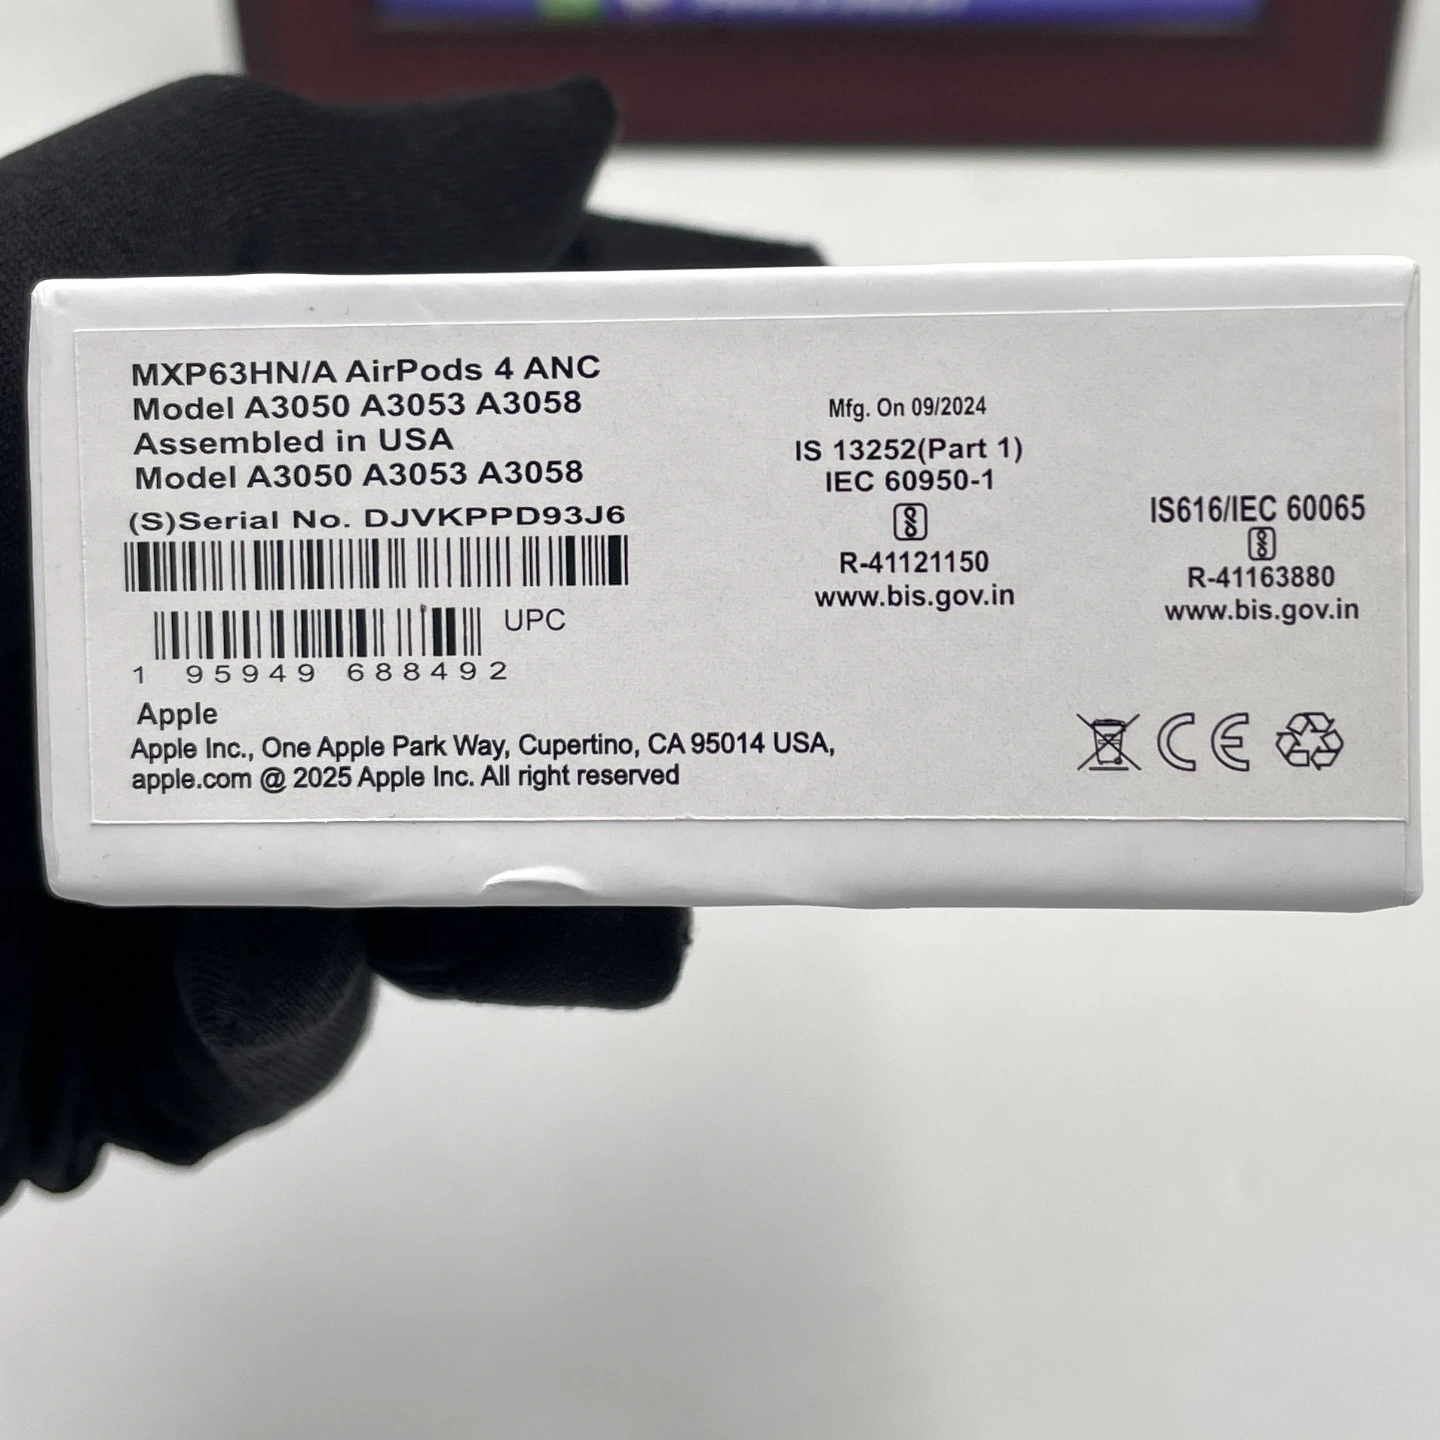 MXP63HN/A AirPods 4 ANC
Model A3050 A3053 A3058
Assembled in USA
Model A3050 A3053 A3058
(S)Serial No. DJVKPPD93J6
UPC
1 95949 688492
Apple
Apple Inc., One Apple Park Way, Cupertino, CA 95014 USA,
apple.com @ 2025 Apple Inc. All right reserved
Mfg. On 09/2024
IS 13252(Part 1)
IEC 60950-1
R-41121150
www.bis.gov.in
IS616/IEC 60065
R-41163880
www.bis.gov.in
CE